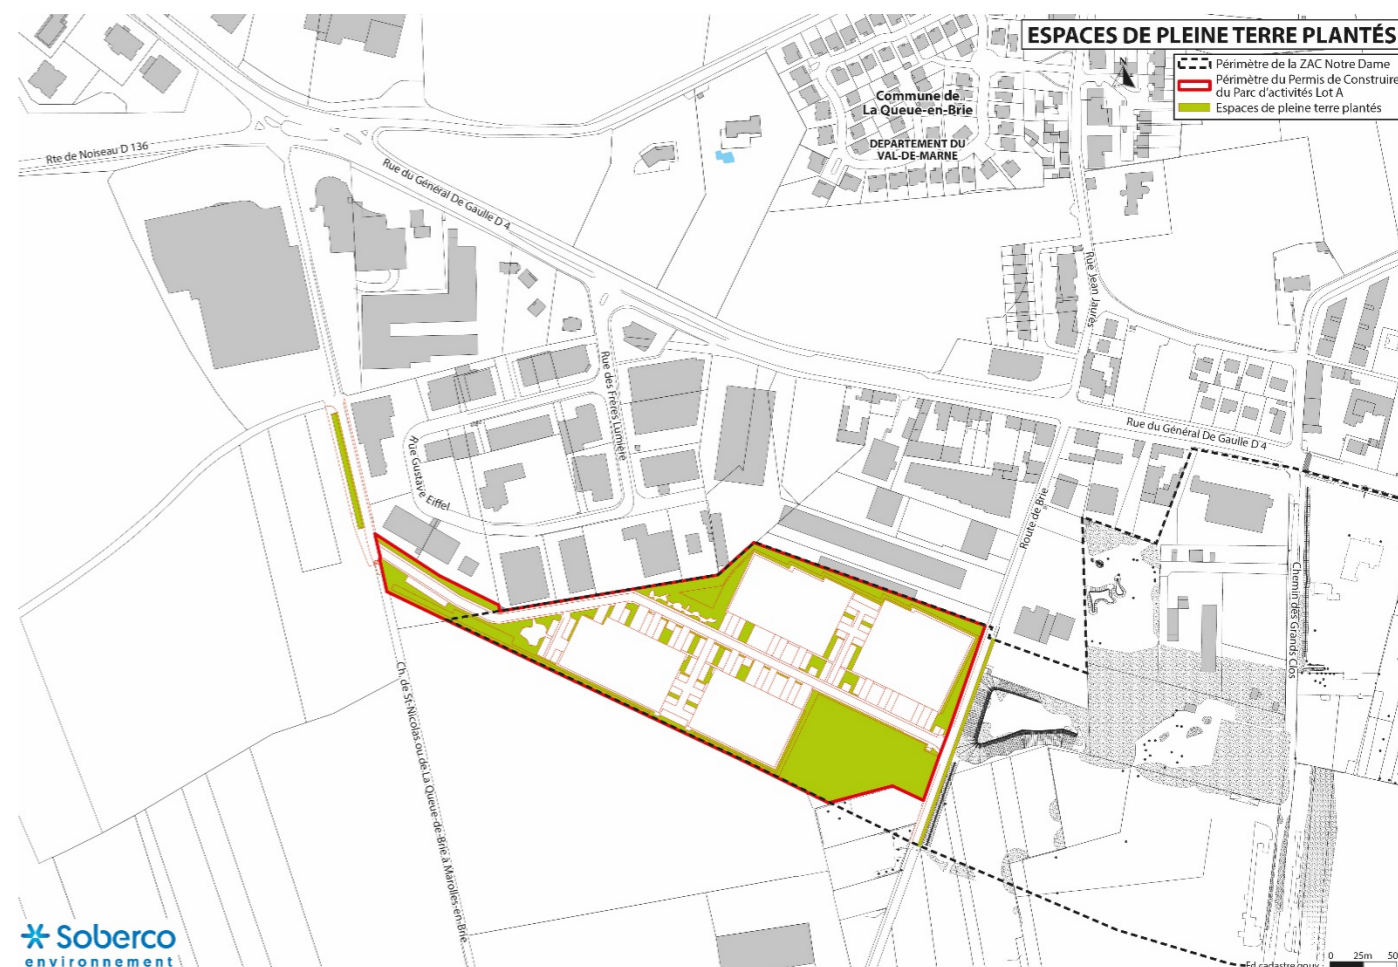 ESPACES DE PLEINE TERRE PLANTÉS
N
Périmètre de la ZAC Notre Dame
Périmètre du Permis de Construire
du Parc d'activités Lot A
Espaces de pleine terre plantés
Commune de
La Queue-en-Brie
DEPARTEMENT DU
VAL-DE-MARNE
Rte de Noiseau D 136
Rue du Général De Gaulle D 4
Rue Jean Jaurès
Rue des Frères Lumière
Rue Gustave Eiffel
Rue du Général De Gaulle D 4
Route de Brie
Chemin des Grands Clos
Ch. de St-Nicolas ou de La Queue-de-Brie à Marolles-en-Brie
Soberco
environnement
0 25m 50